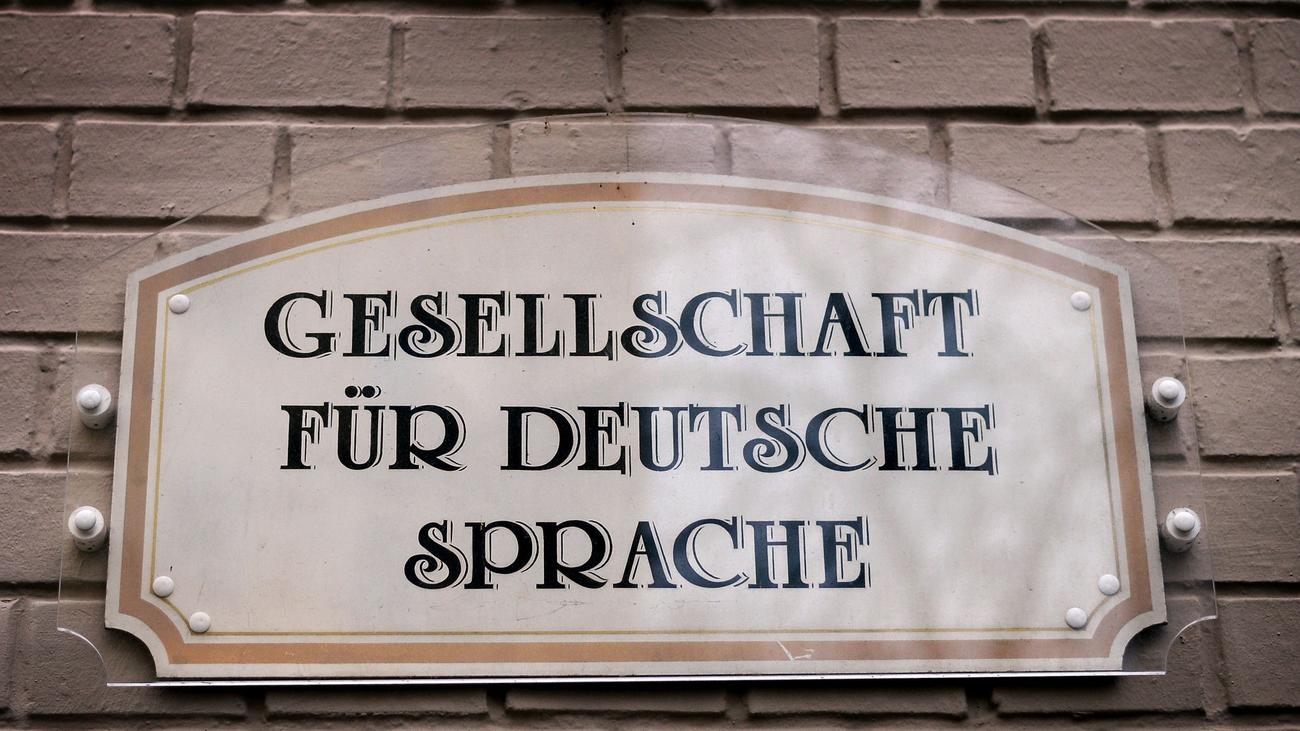 GESELLSCHAFT
FÜR DEUTSCHE
SPRACHE